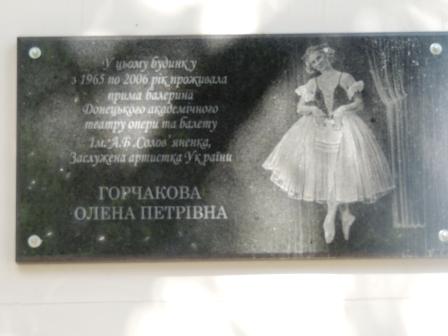 У цьому будинку
з 1965 по 2006 рік проживала
прима балерина
Донецького академічного
театру опери та балету
Ім. А.Б .Солов'яненка,
Заслужена артистка України
ГОРЧАКОВА
ОЛЕНА ПЕТРІВНА